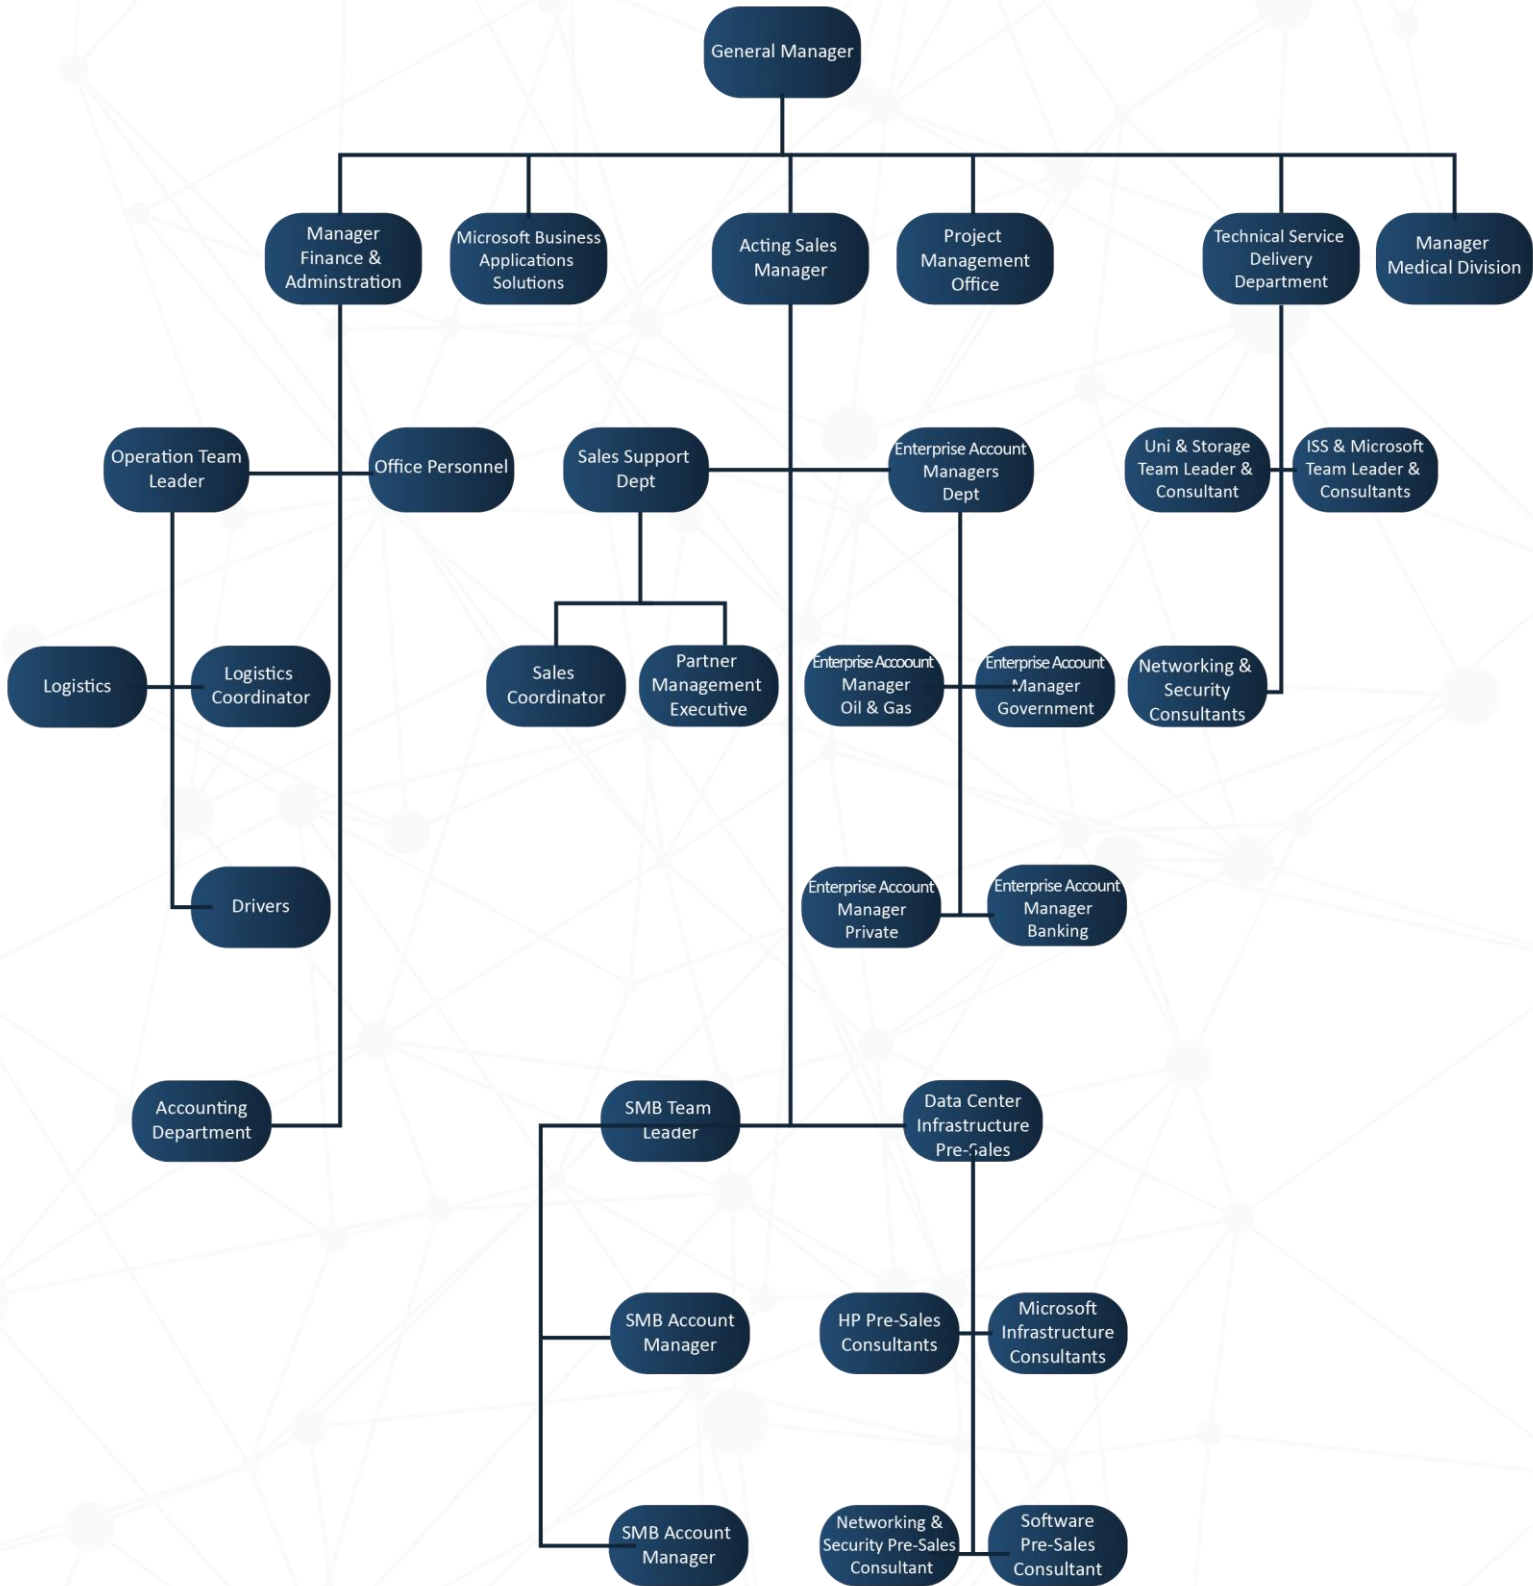 General Manager
Manager
Finance &
Adminstration
Microsoft Business
Applications
Solutions
Acting Sales
Manager
Project
Management
Office
Technical Service
Delivery
Department
Manager
Medical Division
Operation Team
Leader
Office Personnel
Sales Support
Dept
Enterprise Account
Managers
Dept
Uni & Storage
Team Leader &
Consultant
ISS & Microsoft
Team Leader &
Consultants
Logistics
Logistics
Coordinator
Sales
Coordinator
Partner
Management
Executive
Enterprise Accoount
Manager
Oil & Gas
Enterprise Account
Manager
Government
Networking &
Security
Consultants
Drivers
Enterprise Account
Manager
Private
Enterprise Account
Manager
Banking
Accounting
Department
SMB Team
Leader
Data Center
Infrastructure
Pre-Sales
SMB Account
Manager
HP Pre-Sales
Consultants
Microsoft
Infrastructure
Consultants
SMB Account
Manager
Networking &
Security Pre-Sales
Consultant
Software
Pre-Sales
Consultant